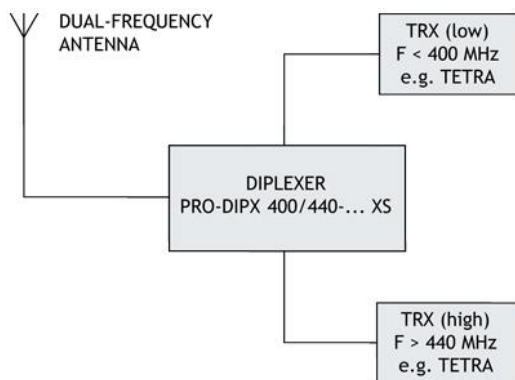 DUAL-FREQUENCY
ANTENNA
TRX (low)
F < 400 MHz
e.g. TETRA
DIPLEXER
PRO-DIPX 400/440-... XS
TRX (high)
F > 440 MHz
e.g. TETRA